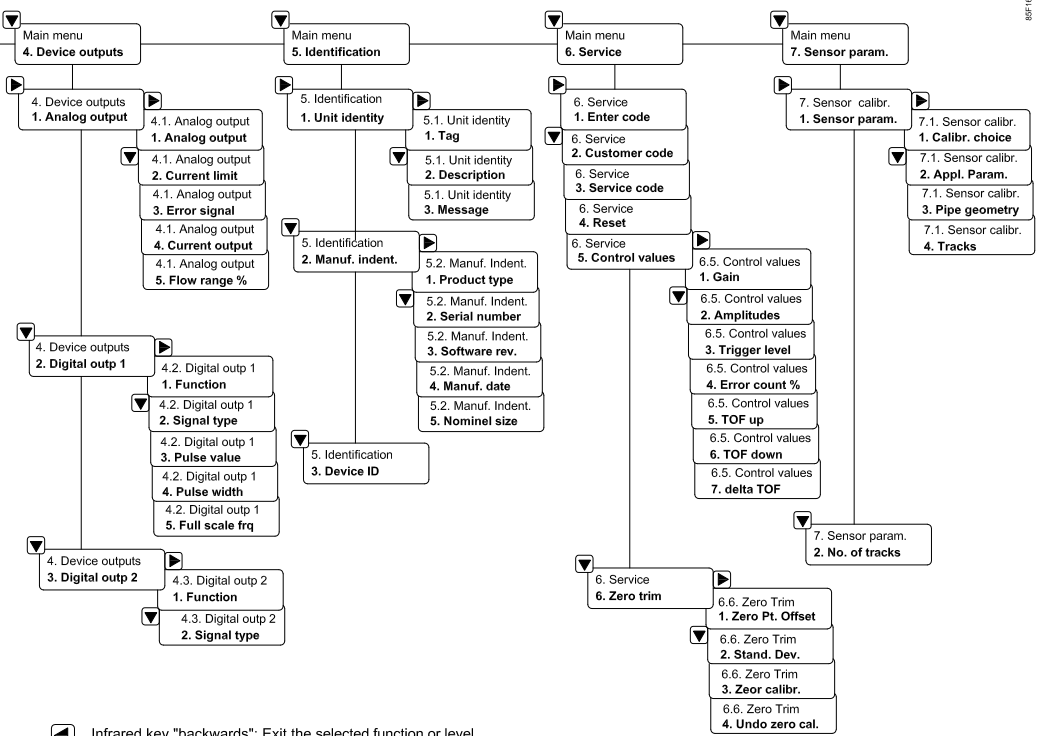 85F16
Main menu
4. Device outputs
4. Device outputs
1. Analog output
4.1. Analog output
1. Analog output
4.1. Analog output
2. Current limit
4.1. Analog output
3. Error signal
4.1. Analog output
4. Current output
4.1. Analog output
5. Flow range %
4. Device outputs
2. Digital outp 1
4.2. Digital outp 1
1. Function
4.2. Digital outp 1
2. Signal type
4.2. Digital outp 1
3. Pulse value
4.2. Digital outp 1
4. Pulse width
4.2. Digital outp 1
5. Full scale frq
4. Device outputs
3. Digital outp 2
4.3. Digital outp 2
1. Function
4.3. Digital outp 2
2. Signal type
Main menu
5. Identification
5. Identification
1. Unit identity
5.1. Unit identity
1. Tag
5.1. Unit identity
2. Description
5.1. Unit identity
3. Message
5. Identification
2. Manuf. indent.
5.2. Manuf. Indent.
1. Product type
5.2. Manuf. Indent.
2. Serial number
5.2. Manuf. Indent.
3. Software rev.
5.2. Manuf. Indent.
4. Manuf. date
5.2. Manuf. Indent.
5. Nominel size
5. Identification
3. Device ID
Main menu
6. Service
6. Service
1. Enter code
6. Service
2. Customer code
6. Service
3. Service code
6. Service
4. Reset
6. Service
5. Control values
6.5. Control values
1. Gain
6.5. Control values
2. Amplitudes
6.5. Control values
3. Trigger level
6.5. Control values
4. Error count %
6.5. Control values
5. TOF up
6.5. Control values
6. TOF down
6.5. Control values
7. delta TOF
6. Service
6. Zero trim
6.6. Zero Trim
1. Zero Pt. Offset
6.6. Zero Trim
2. Stand. Dev.
6.6. Zero Trim
3. Zeor calibr.
6.6. Zero Trim
4. Undo zero cal.
Main menu
7. Sensor param.
7. Sensor calibr.
1. Sensor param.
7.1. Sensor calibr.
1. Calibr. choice
7.1. Sensor calibr.
2. Appl. Param.
7.1. Sensor calibr.
3. Pipe geometry
7.1. Sensor calibr.
4. Tracks
7. Sensor param.
2. No. of tracks
Infrared key "backwards": Exit the selected function or level